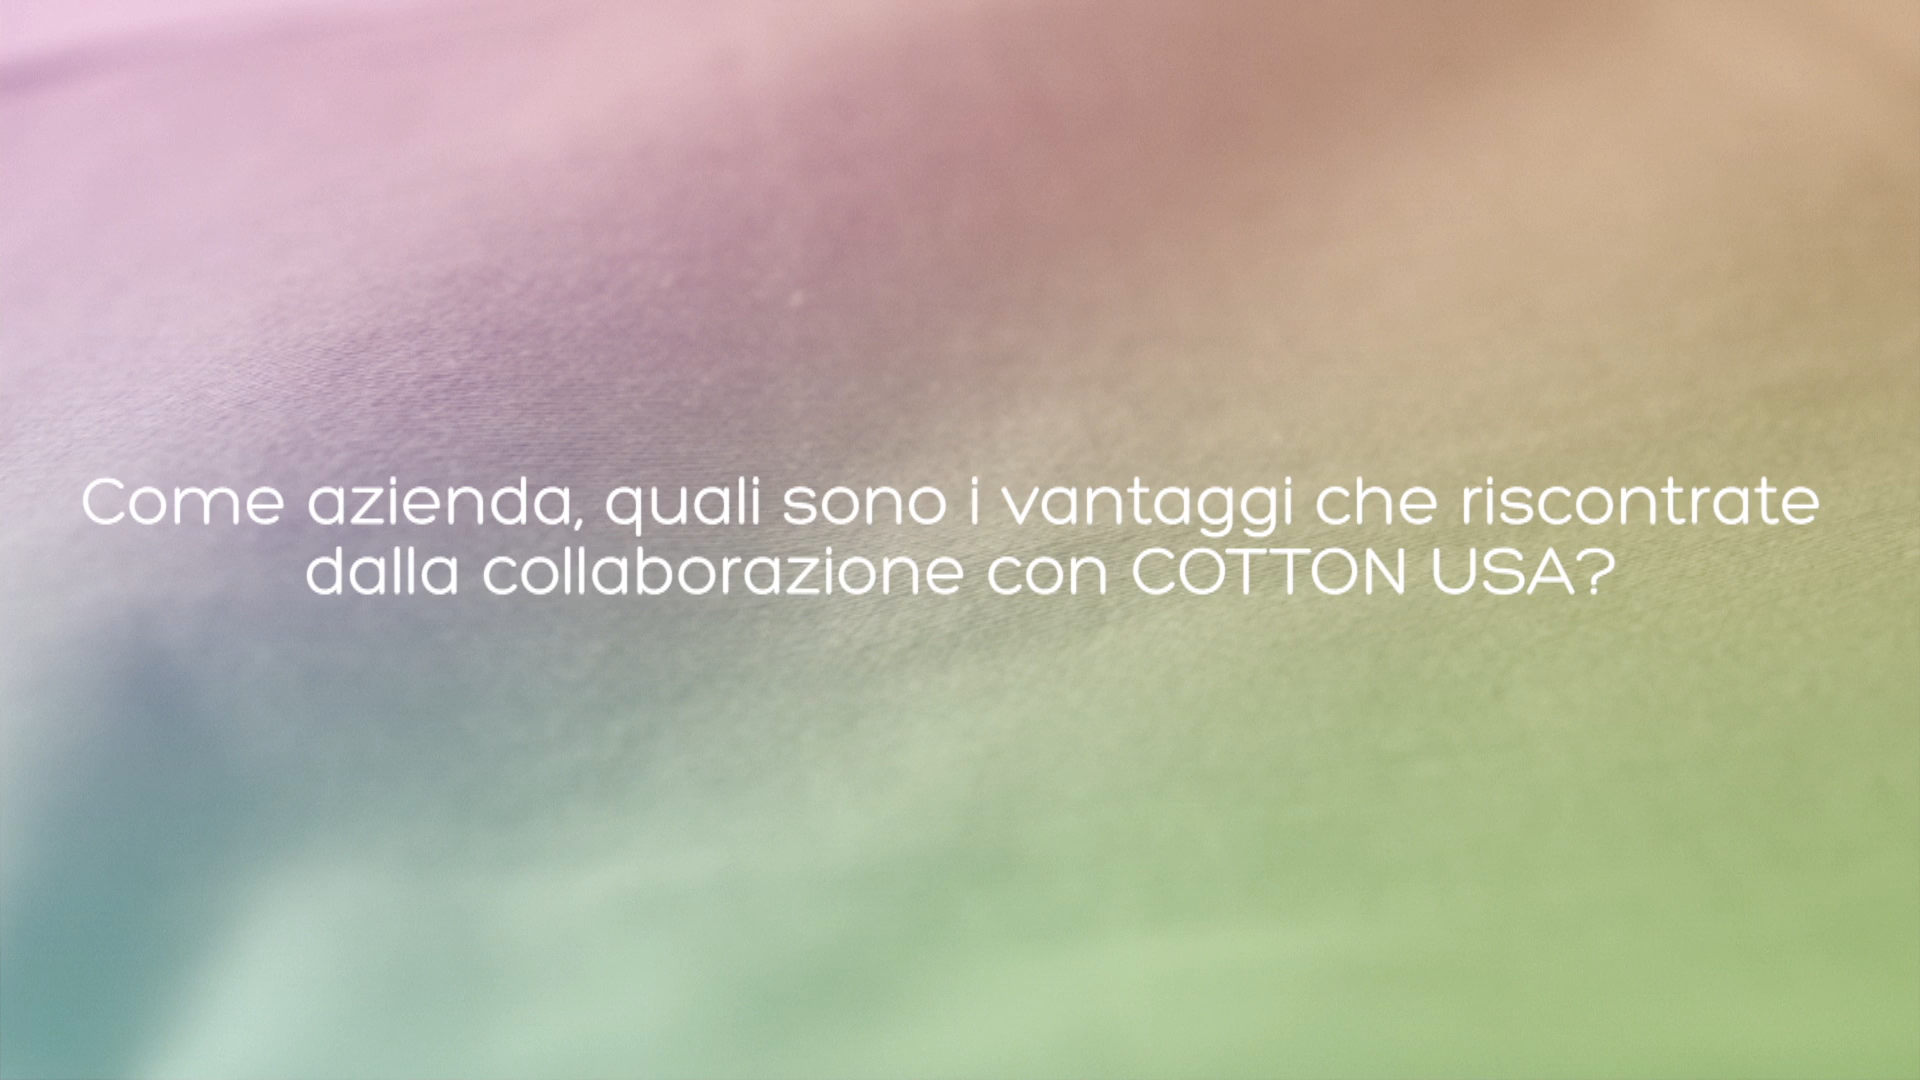 Come azienda, quali sono i vantaggi che riscontrate
dalla collaborazione con COTTON USA?